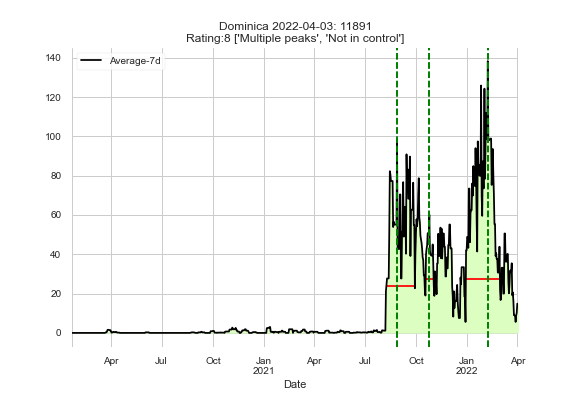 Dominica 2022-04-03: 11891
Rating:8 ['Multiple peaks', 'Not in control']
Average-7d
140
120
100
80
60
40
20
0
Apr Jul Oct Jan Apr Jul Oct Jan Apr
2021 2022
Date